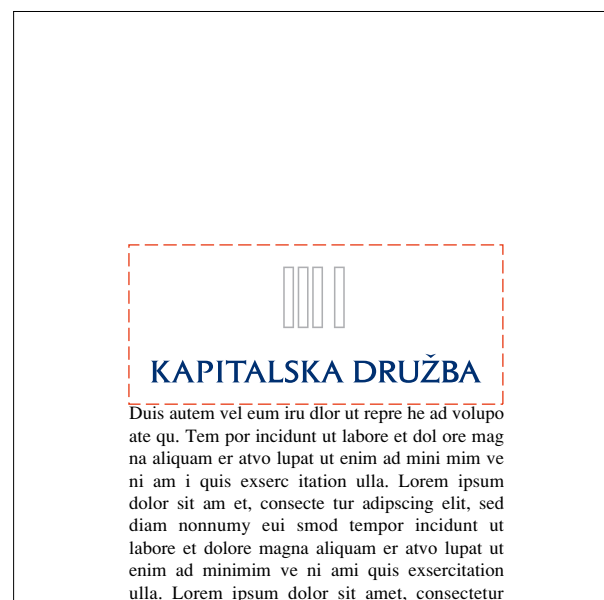 KAPITALSKA DRUŽBA
Duis autem vel eum iru dlor ut repre he ad volupo
ate qu. Tem por incidunt ut labore et dol ore mag
na aliquam er atvo lupat ut enim ad mini mim ve
ni am i quis exserc itation ulla. Lorem ipsum
dolor sit am et, consecte tur adipscing elit, sed
diam nonnumy eui smod tempor incidunt ut
labore et dolore magna aliquam er atvo lupat ut
enim ad minimim ve ni ami quis exsercitation
ulla. Lorem ipsum dolor sit amet, consectetur